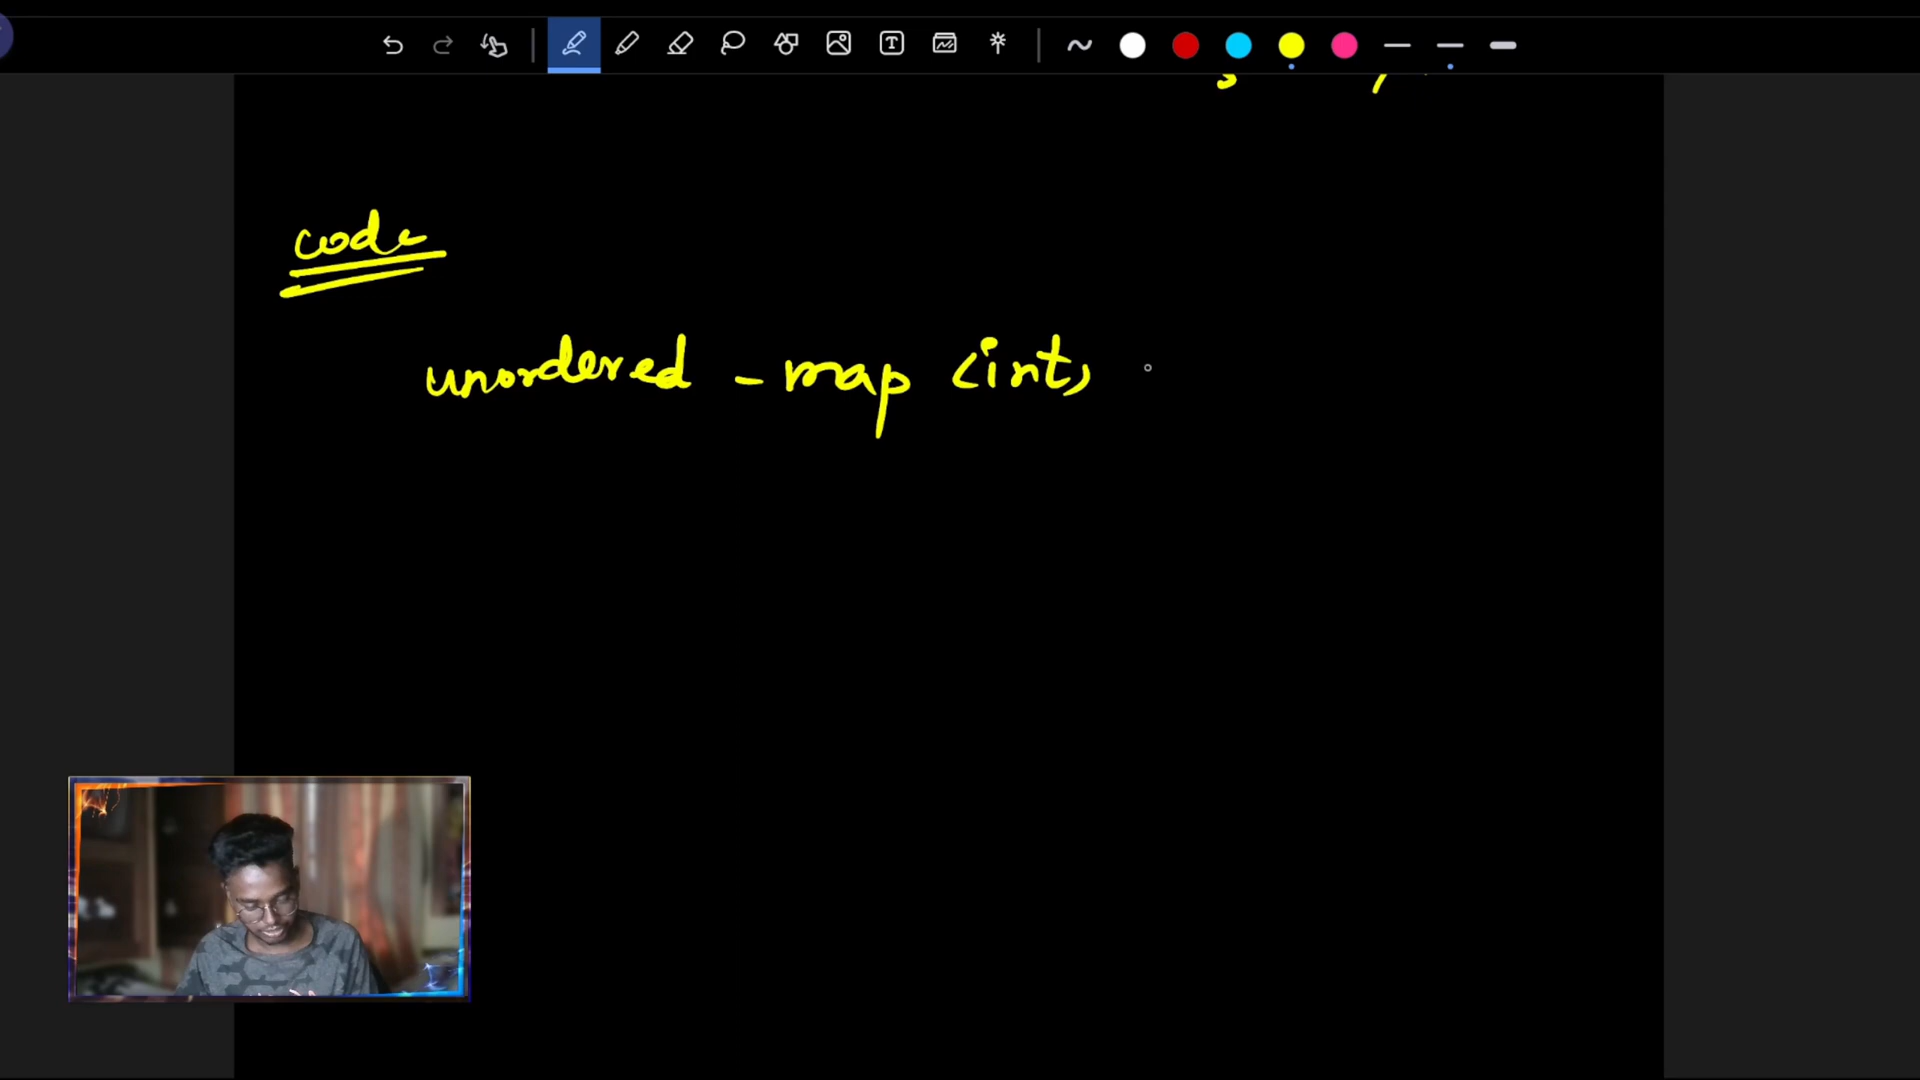 code
unordered _ map <int,